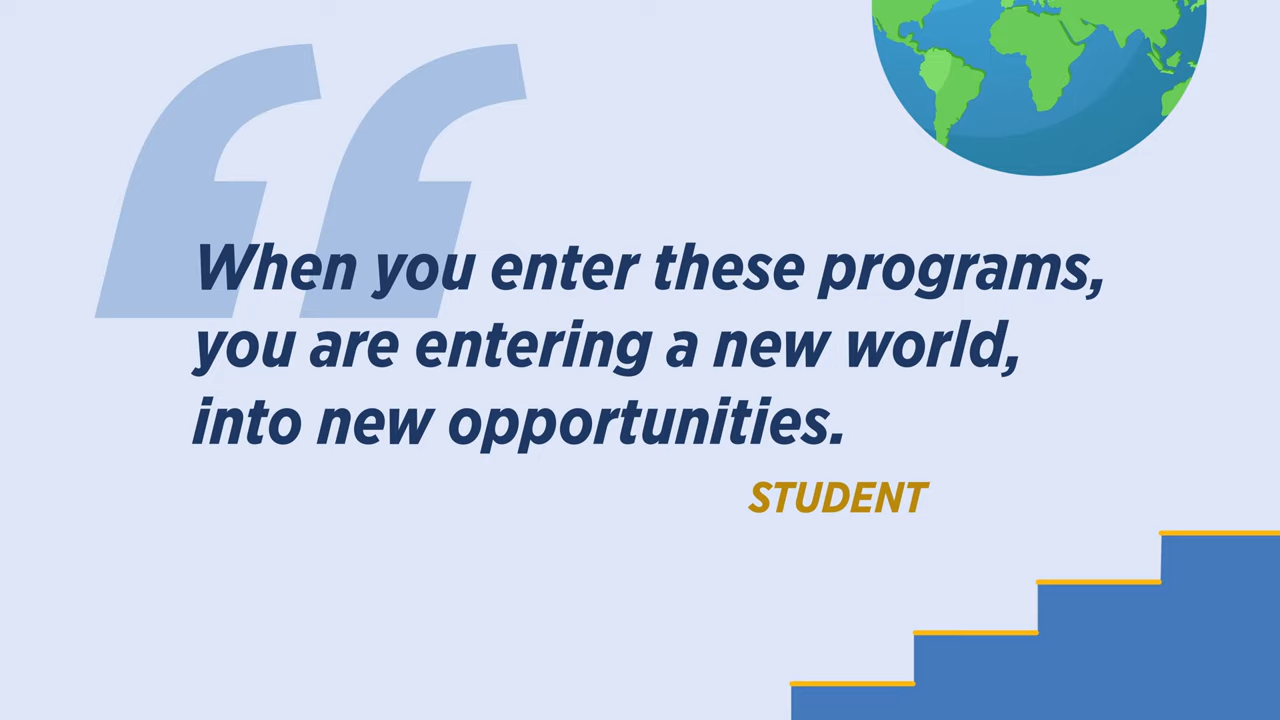 When you enter these programs,
you are entering a new world,
into new opportunities.
STUDENT